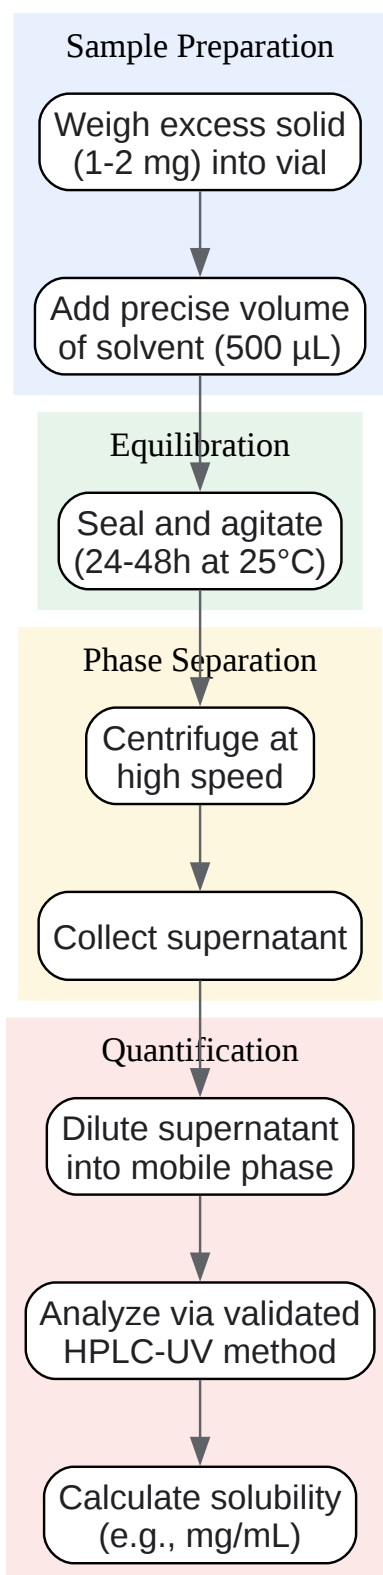 Sample Preparation
Weigh excess solid
(1-2 mg) into vial
Add precise volume
of solvent (500 µL)
Equilibration
Seal and agitate
(24-48h at 25°C)
Phase Separation
Centrifuge at
high speed
Collect supernatant
Quantification
Dilute supernatant
into mobile phase
Analyze via validated
HPLC-UV method
Calculate solubility
(e.g., mg/mL)